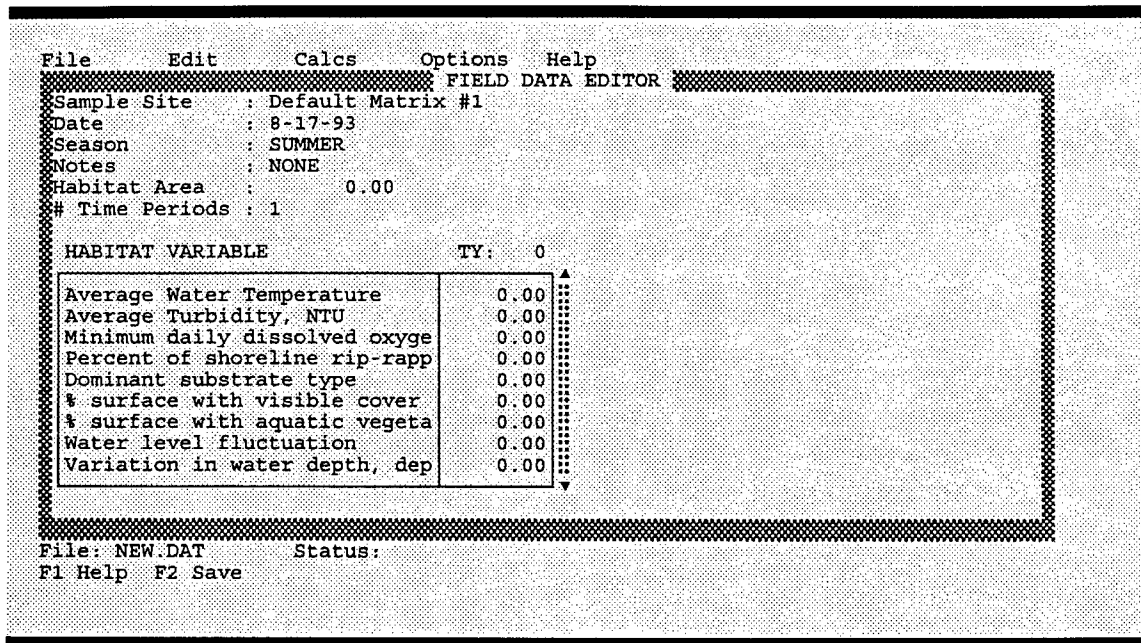 File Edit Calcs Options Help
FIELD DATA EDITOR
Sample Site : Default Matrix #1
Date : 8-17-93
Season : SUMMER
Notes : NONE
Habitat Area : 0.00
# Time Periods : 1
HABITAT VARIABLE TY: 0
Average Water Temperature 0.00
Average Turbidity, NTU 0.00
Minimum daily dissolved oxyge 0.00
Percent of shoreline rip-rapp 0.00
Dominant substrate type 0.00
% surface with visible cover 0.00
% surface with aquatic vegeta 0.00
Water level fluctuation 0.00
Variation in water depth, dep 0.00
File: NEW.DAT Status:
F1 Help F2 Save